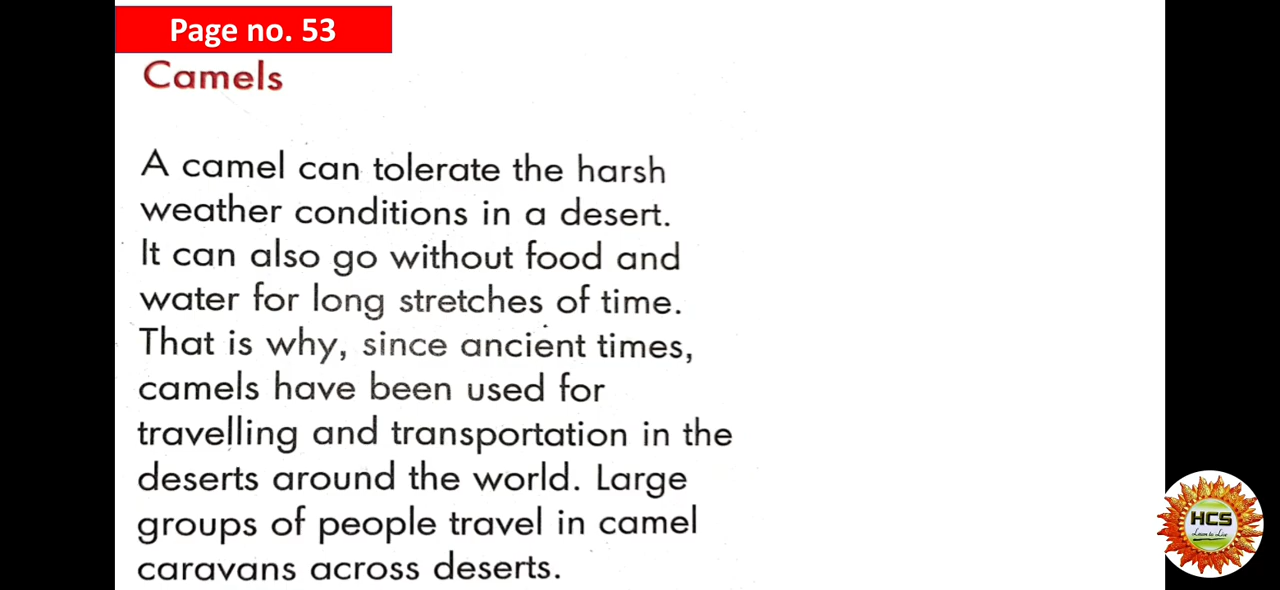 Page no. 53
Camels
A camel can tolerate the harsh
weather conditions in a desert.
It can also go without food and
water for long stretches of time.
That is why, since ancient times,
camels have been used for
travelling and transportation in the
deserts around the world. Large
groups of people travel in camel
caravans across deserts.
HCS
Learn to Live